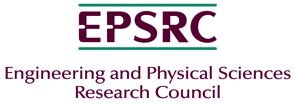 EPSRC
Engineering and Physical Sciences
Research Council